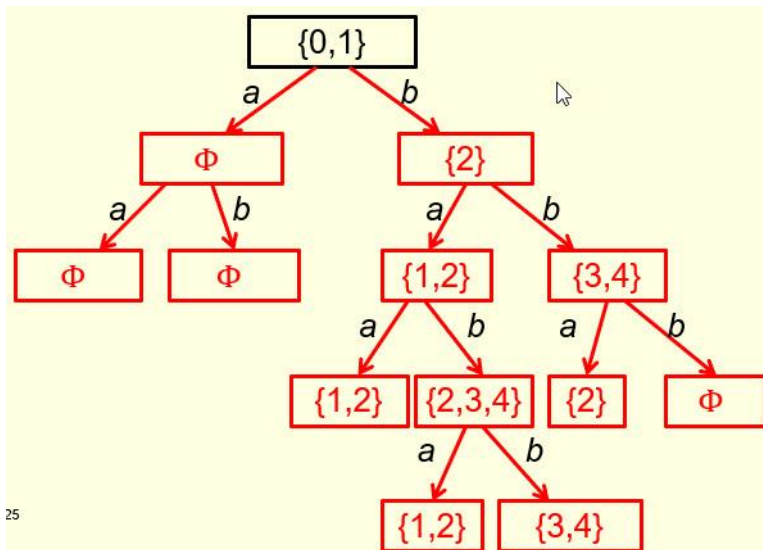 {0,1}
a b
Φ {2}
a b a b
Φ Φ {1,2} {3,4}
a b a b
{1,2} {2,3,4} {2} Φ
a b
{1,2} {3,4}
25